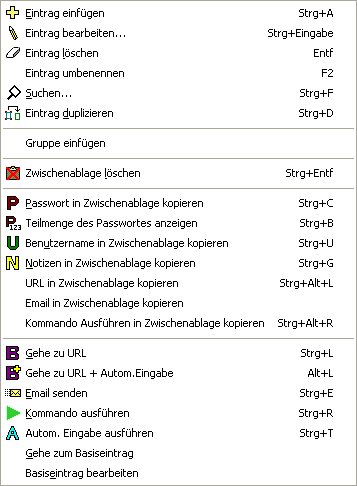 Eintrag einfügen Strg+A
Eintrag bearbeiten... Strg+Eingabe
Eintrag löschen Entf
Eintrag umbenennen F2
Suchen... Strg+F
Eintrag duplizieren Strg+D
Gruppe einfügen
Zwischenablage löschen Strg+Entf
P Passwort in Zwischenablage kopieren Strg+C
P123 Teilmenge des Passwortes anzeigen Strg+B
U Benutzername in Zwischenablage kopieren Strg+U
N Notizen in Zwischenablage kopieren Strg+G
URL in Zwischenablage kopieren Strg+Alt+L
Email in Zwischenablage kopieren
Kommando Ausführen in Zwischenablage kopieren Strg+Alt+R
B Gehe zu URL Strg+L
B Gehe zu URL + Autom.Eingabe Alt+L
Email senden Strg+E
Kommando ausführen Strg+R
A Autom. Eingabe ausführen Strg+T
Gehe zum Basiseintrag
Basiseintrag bearbeiten